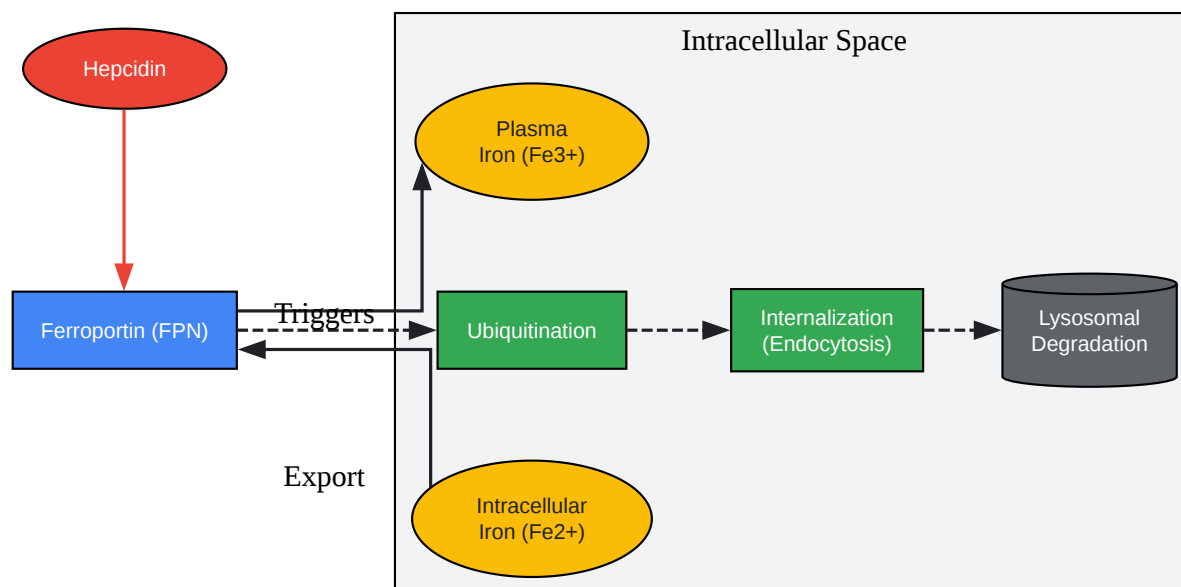 Intracellular Space
Hepcidin
Plasma
Iron (Fe3+)
Triggers
Ferroportin (FPN)
Ubiquitination
Internalization
(Endocytosis)
Lysosomal
Degradation
Export
Intracellular
Iron (Fe2+)